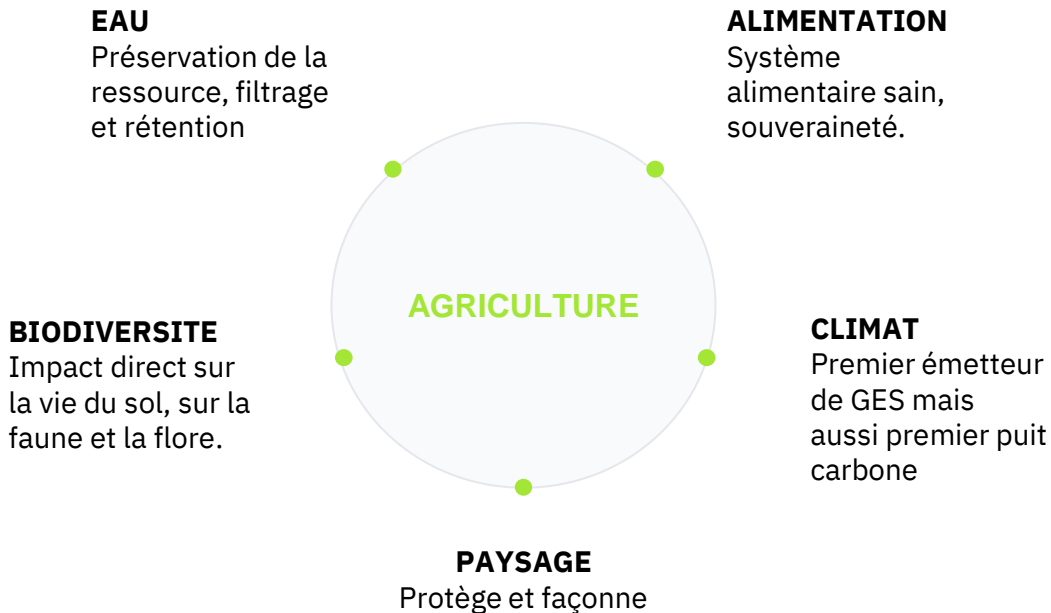 EAU
Préservation de la
ressource, filtrage
et rétention
ALIMENTATION
Système
alimentaire sain,
souveraineté.
AGRICULTURE
BIODIVERSITE
Impact direct sur
la vie du sol, sur la
faune et la flore.
CLIMAT
Premier émetteur
de GES mais
aussi premier puit
carbone
PAYSAGE
Protège et façonne